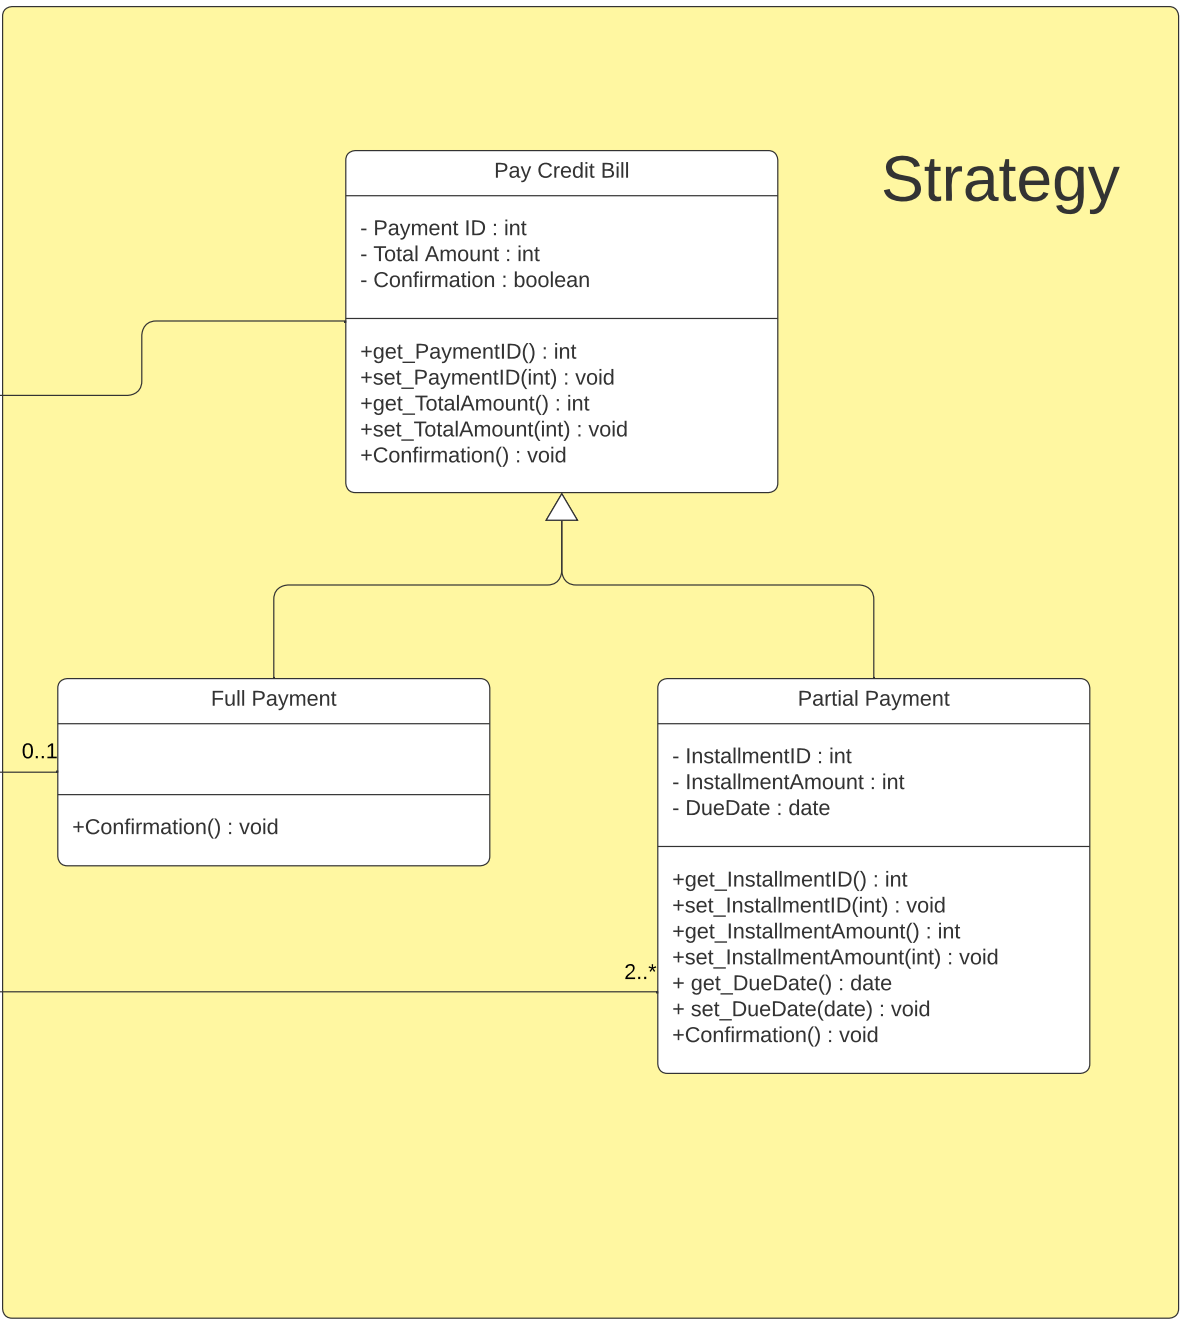 Strategy
Pay Credit Bill
- Payment ID : int
- Total Amount : int
- Confirmation : boolean
+get_PaymentID() : int
+set_PaymentID(int) : void
+get_TotalAmount() : int
+set_TotalAmount(int) : void
+Confirmation() : void
Full Payment
0..1
+Confirmation() : void
Partial Payment
- InstallmentID : int
- InstallmentAmount : int
- DueDate : date
+get_InstallmentID() : int
+set_InstallmentID(int) : void
+get_InstallmentAmount() : int
+set_InstallmentAmount(int) : void
2..*
+ get_DueDate() : date
+ set_DueDate(date) : void
+Confirmation() : void